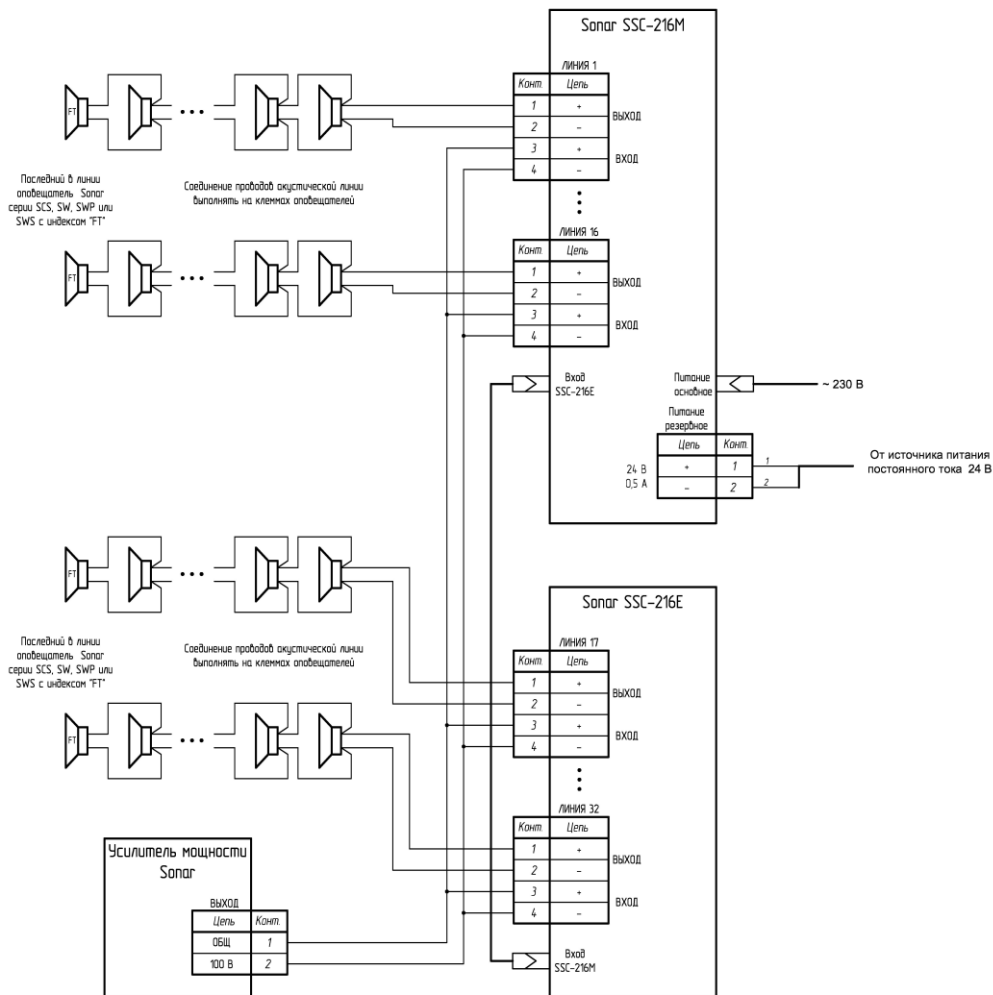 Sonar SSC-216M
ЛИНИЯ 1
Конт. Цепь
1 +
ВЫХОД
2 -
3 +
ВХОД
4 -
Последний в линии
оповещатель Sonar
серии SCS, SW, SWP или
SWS с индексом "FT"
Соединение проводов акустической линии
выполнять на клеммах оповещателей
FT
ЛИНИЯ 16
Конт. Цепь
1 +
ВЫХОД
2 -
3 +
ВХОД
4 -
FT
Вход
SSC-216E
Питание
основное
~ 230 В
Питание
резервное
Цепь Конт.
24 В
0,5 А
+ 1 1
- 2 2
От источника питания
постоянного тока 24 В
Sonar SSC-216E
ЛИНИЯ 17
Конт. Цепь
1 +
ВЫХОД
2 -
3 +
ВХОД
4 -
FT
Последний в линии
оповещатель Sonar
серии SCS, SW, SWP или
SWS с индексом "FT"
Соединение проводов акустической линии
выполнять на клеммах оповещателей
FT
ЛИНИЯ 32
Конт. Цепь
1 +
ВЫХОД
2 -
3 +
ВХОД
4 -
Вход
SSC-216M
Усилитель мощности
Sonar
ВЫХОД
Цепь Конт.
ОБЩ 1
100 В 2